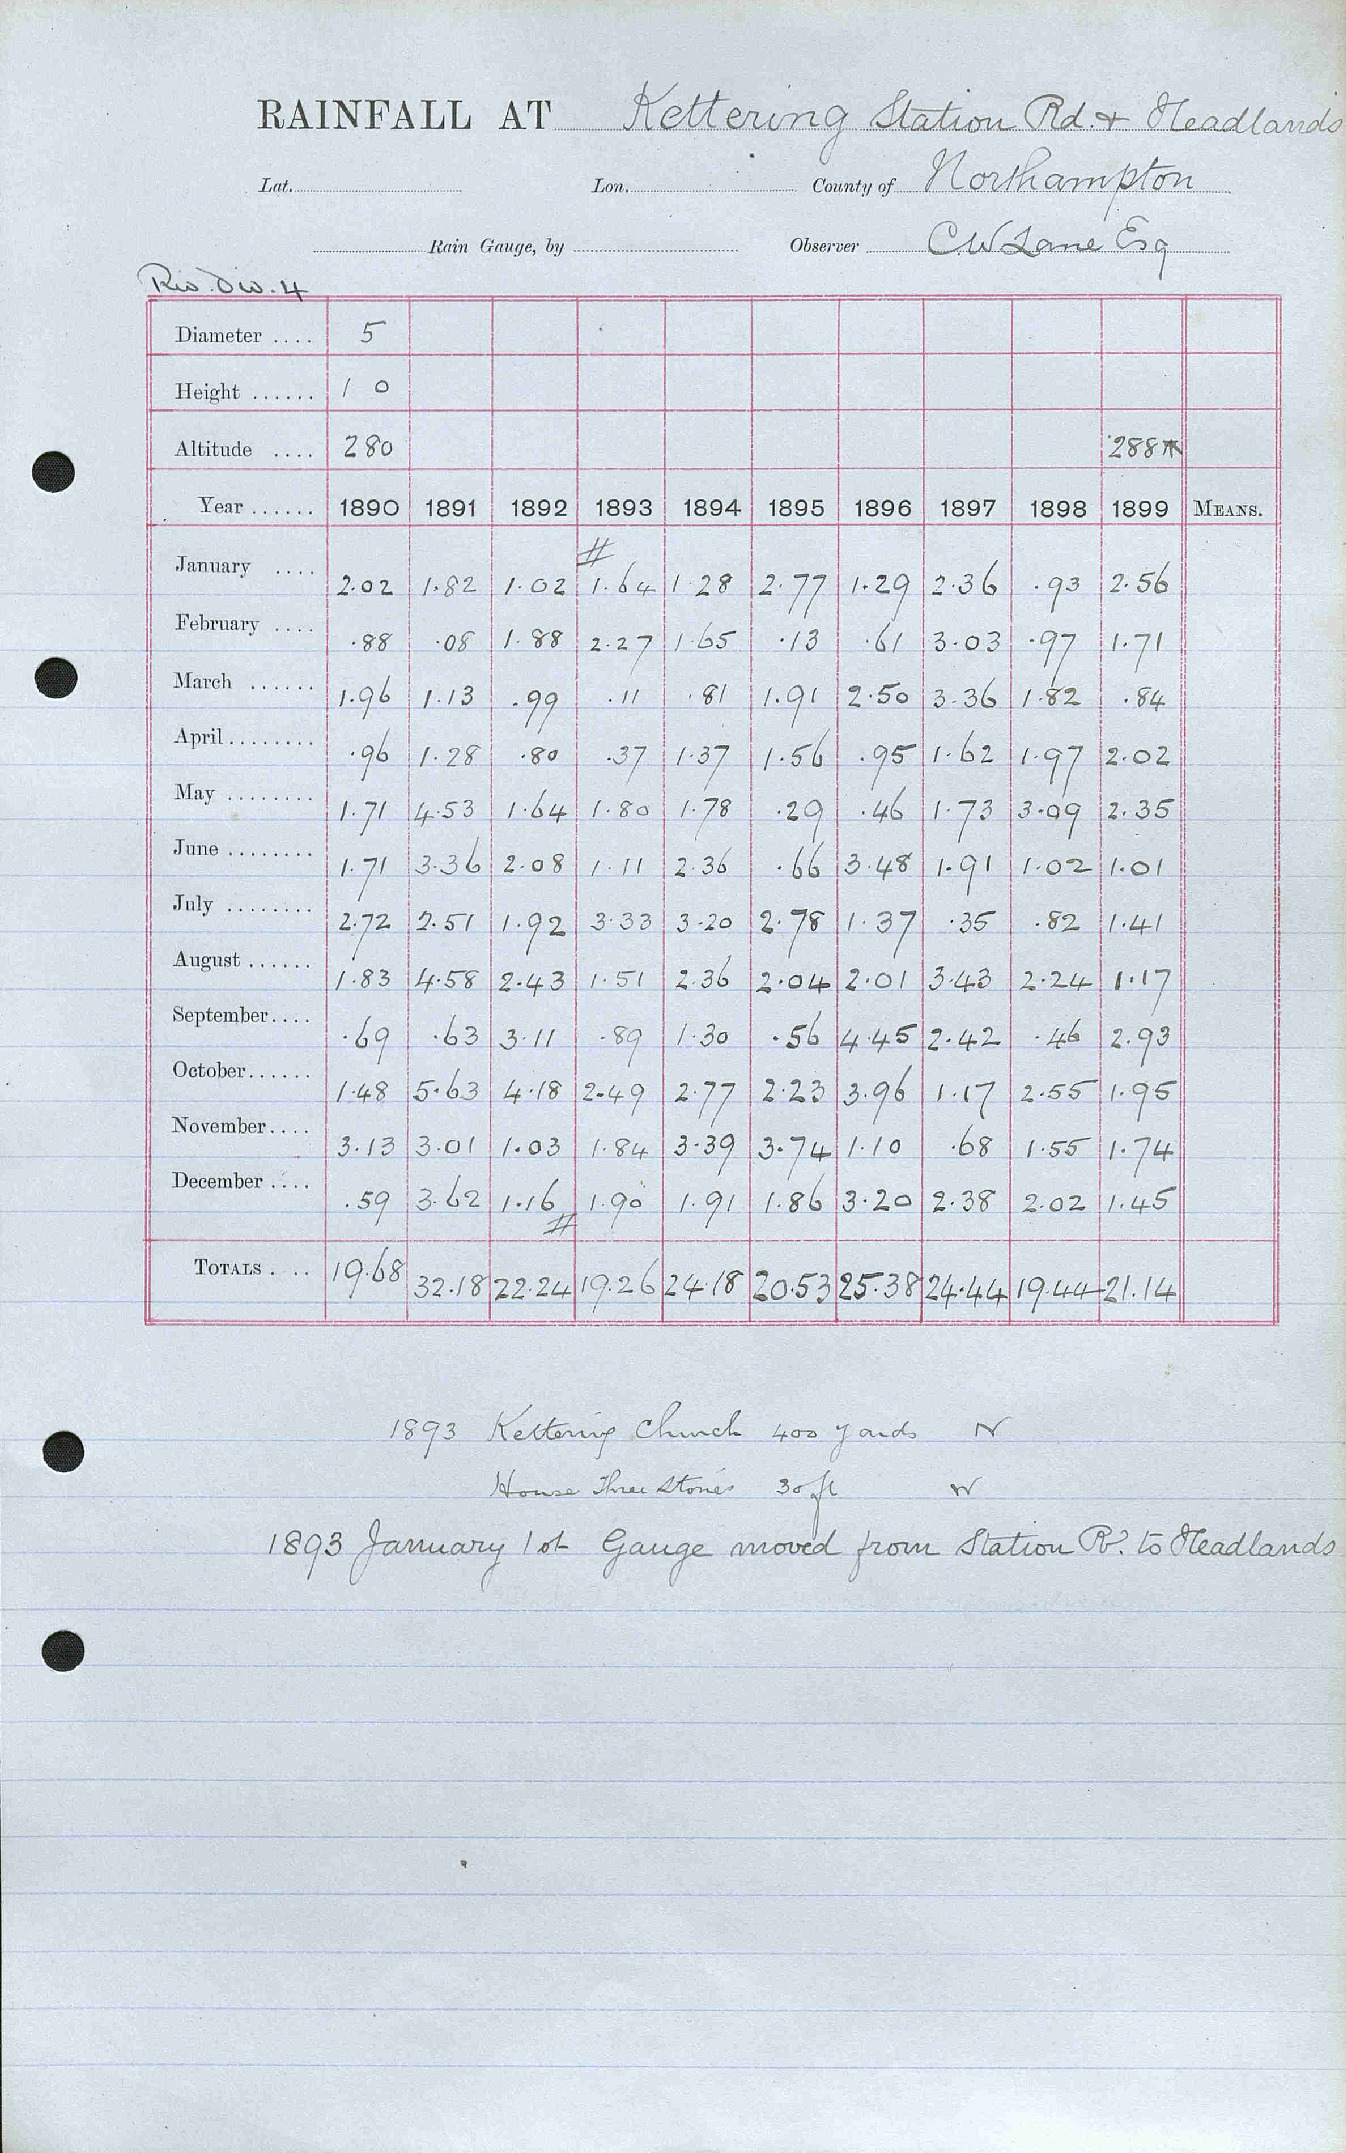 RAINFALL AT Kettering Station Rd. & Headlands
Lat. Lon. County of Northampton
Rain Gauge, by Observer C.W Lane Esq
Riv. Div. 4
Diameter .... 5
Height ...... 1 0
Altitude .... 280 288
Year ...... 1890 1891 1892 1893 1894 1895 1896 1897 1898 1899 MEANS.
#
January .... 2.02 1.82 1.02 1.64 1.28 2.77 1.29 2.36 .93 2.56
February .... .88 .08 1.88 2.27 1.65 .13 .61 3.03 .97 1.71
March ...... 1.96 1.13 .99 .11 .81 1.91 2.50 3.36 1.82 .84
April........ .96 1.28 .80 .37 1.37 1.56 .95 1.62 1.97 2.02
May ........ 1.71 4.53 1.64 1.80 1.78 .29 .46 1.73 3.09 2.35
June ........ 1.71 3.36 2.08 1.11 2.36 .66 3.48 1.91 1.02 1.01
July ........ 2.72 2.51 1.92 3.33 3.20 2.78 1.37 .35 .82 1.41
August ...... 1.83 4.58 2.43 1.51 2.36 2.04 2.01 3.43 2.24 1.17
September.... .69 .63 3.11 .89 1.30 .56 4.45 2.42 .46 2.93
October...... 1.48 5.63 4.18 2.49 2.77 2.23 3.96 1.17 2.55 1.95
November.... 3.13 3.01 1.03 1.84 3.39 3.74 1.10 .68 1.55 1.74
December .... .59 3.62 1.16 1.90 1.91 1.86 3.20 2.38 2.02 1.45
#
TOTALS .... 19.68 32.18 22.24 19.26 24.18 20.53 25.38 24.44 19.44 21.14
1893 Kettering Church 400 yards N
House Three Stories 30 ft W
1893 January 1st Gauge moved from Station Rd. to Headlands